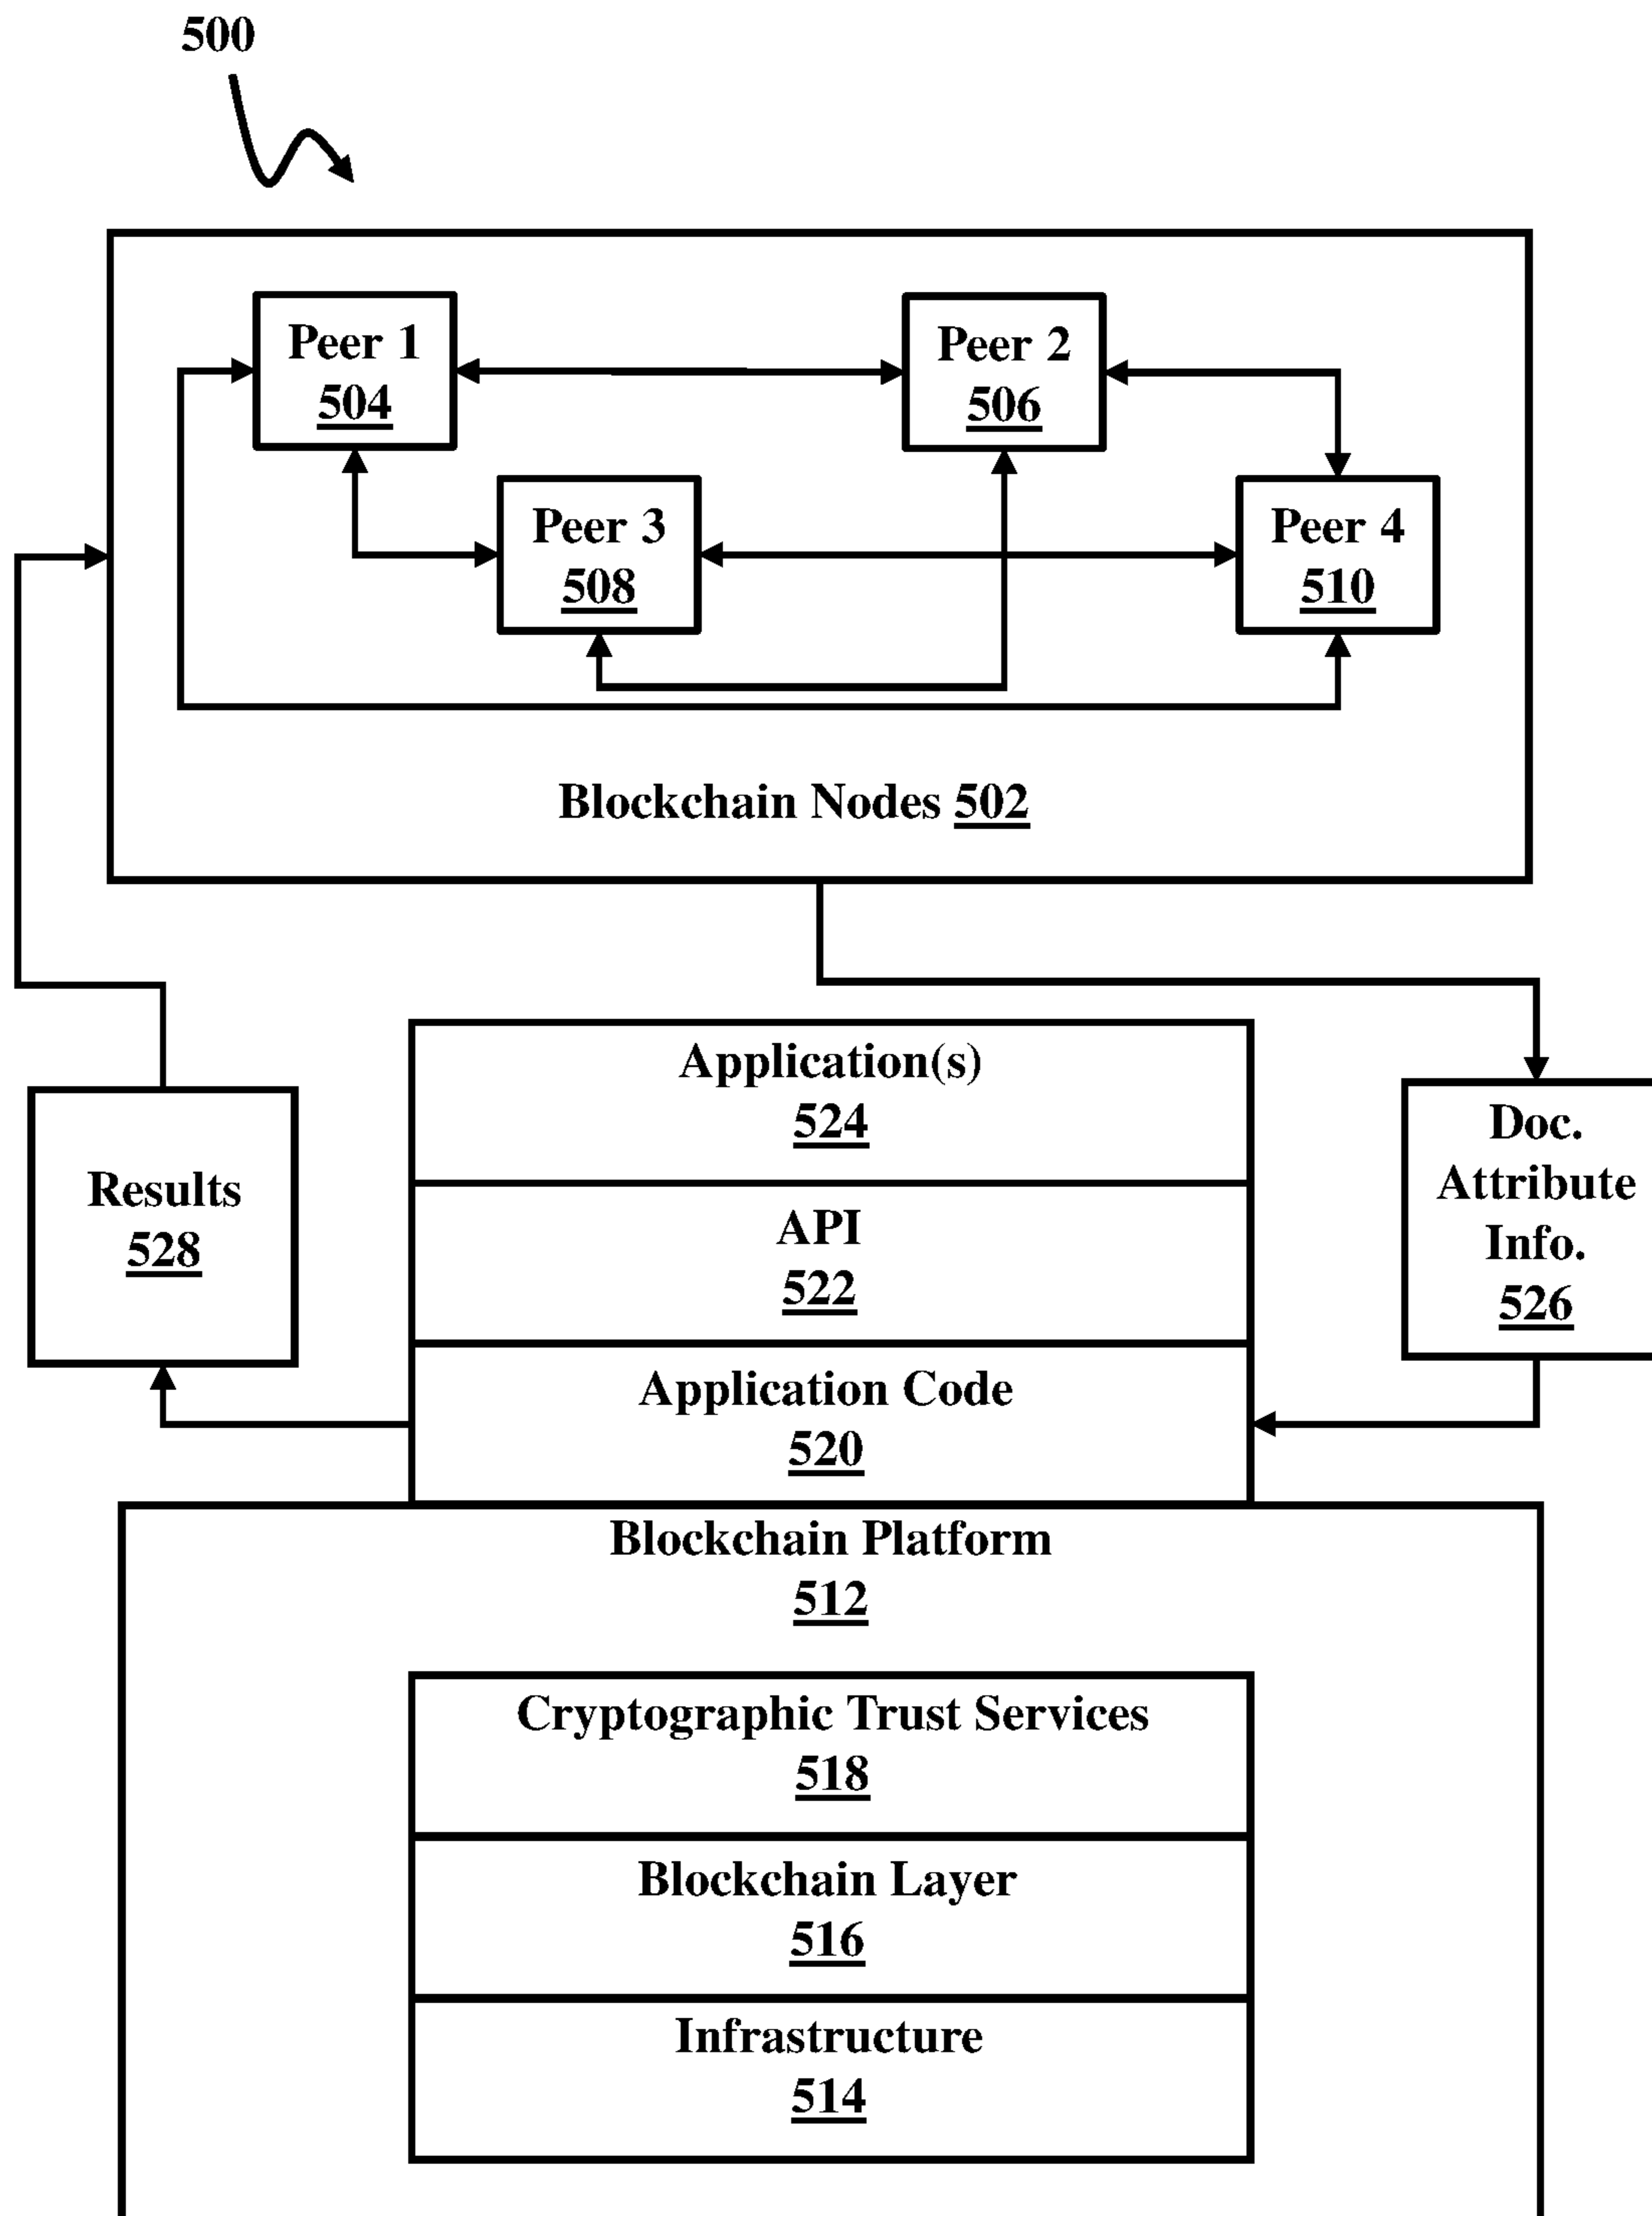 500
Peer 1
504
Peer 2
506
Peer 3
508
Peer 4
510
Blockchain Nodes 502
Application(s)
524
API
522
Application Code
520
Results
528
Doc.
Attribute
Info.
526
Blockchain Platform
512
Cryptographic Trust Services
518
Blockchain Layer
516
Infrastructure
514